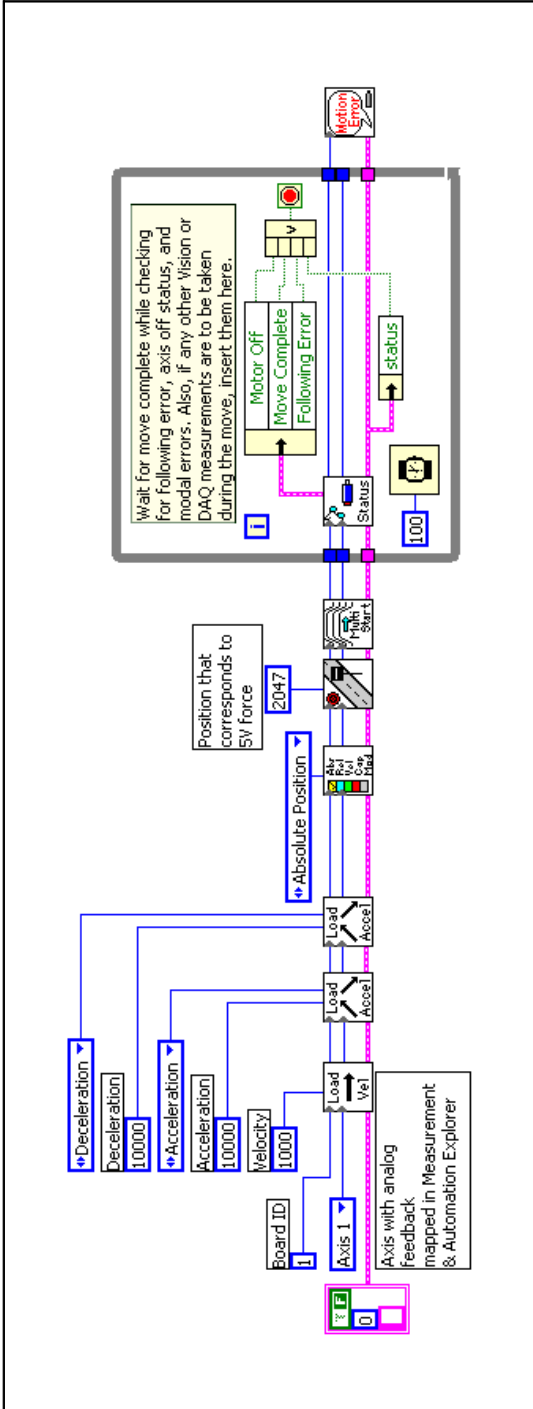 Deceleration
Deceleration
10000
Acceleration
Acceleration
10000
Velocity
1000
Board ID
1
Axis 1
Axis with analog
feedback
mapped in Measurement
& Automation Explorer
F
0
Load
Vel
Load
Accel
Load
Accel
Absolute Position
Abs
Rel
Vel
Cap
Mod
Position that
corresponds to
5V force
2047
Multi
Start
Wait for move complete while checking
for following error, axis off status, and
modal errors. Also, if any other Vision or
DAQ measurements are to be taken
during the move, insert them here.
i
Motor Off
Move Complete
Following Error
Status
status
100
Motion
Error